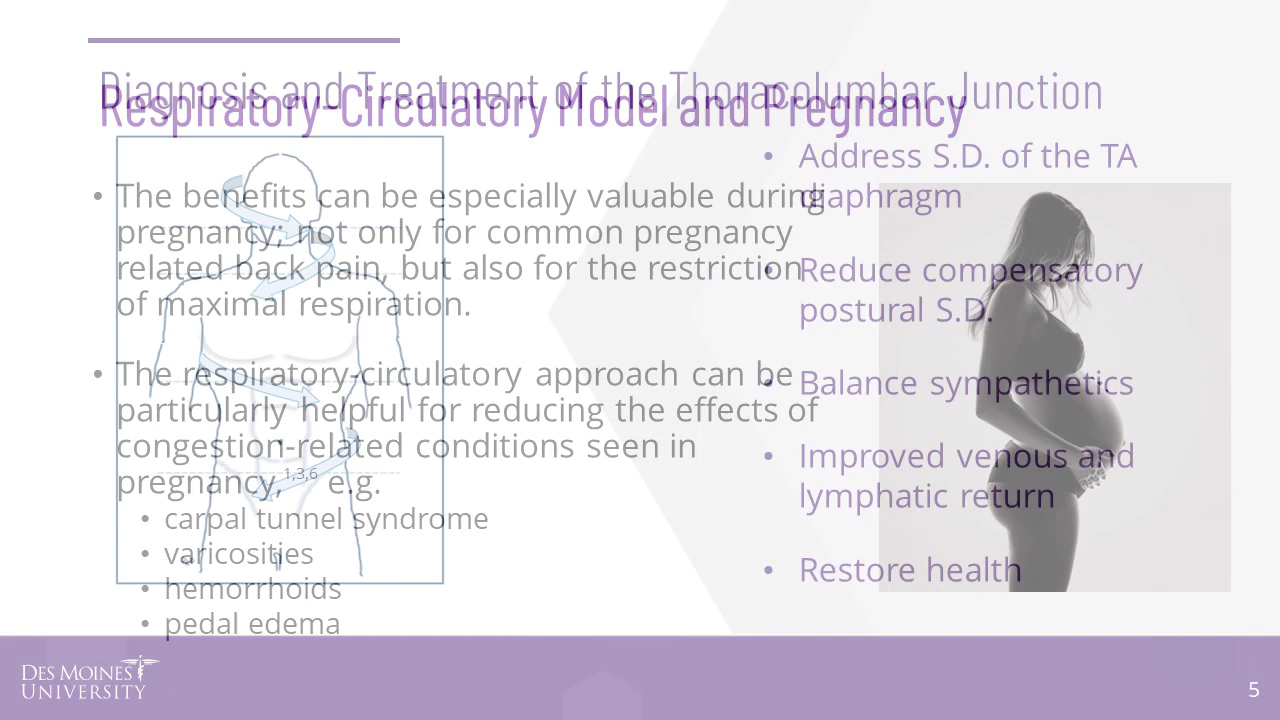 Diagnosis and Treatment of the Thoracolumbar Junction
Respiratory-Circulatory Model and Pregnancy
• The benefits can be especially valuable during
pregnancy; not only for common pregnancy
related back pain, but also for the restriction
of maximal respiration.
• The respiratory-circulatory approach can be
particularly helpful for reducing the effects of
congestion-related conditions seen in
pregnancy,1,3,6 e.g.
• carpal tunnel syndrome
• varicosities
• hemorrhoids
• pedal edema
• Address S.D. of the TA
diaphragm
• Reduce compensatory
postural S.D.
• Balance sympathetics
• Improved venous and
lymphatic return
• Restore health
DES MOINES
UNIVERSITY
5